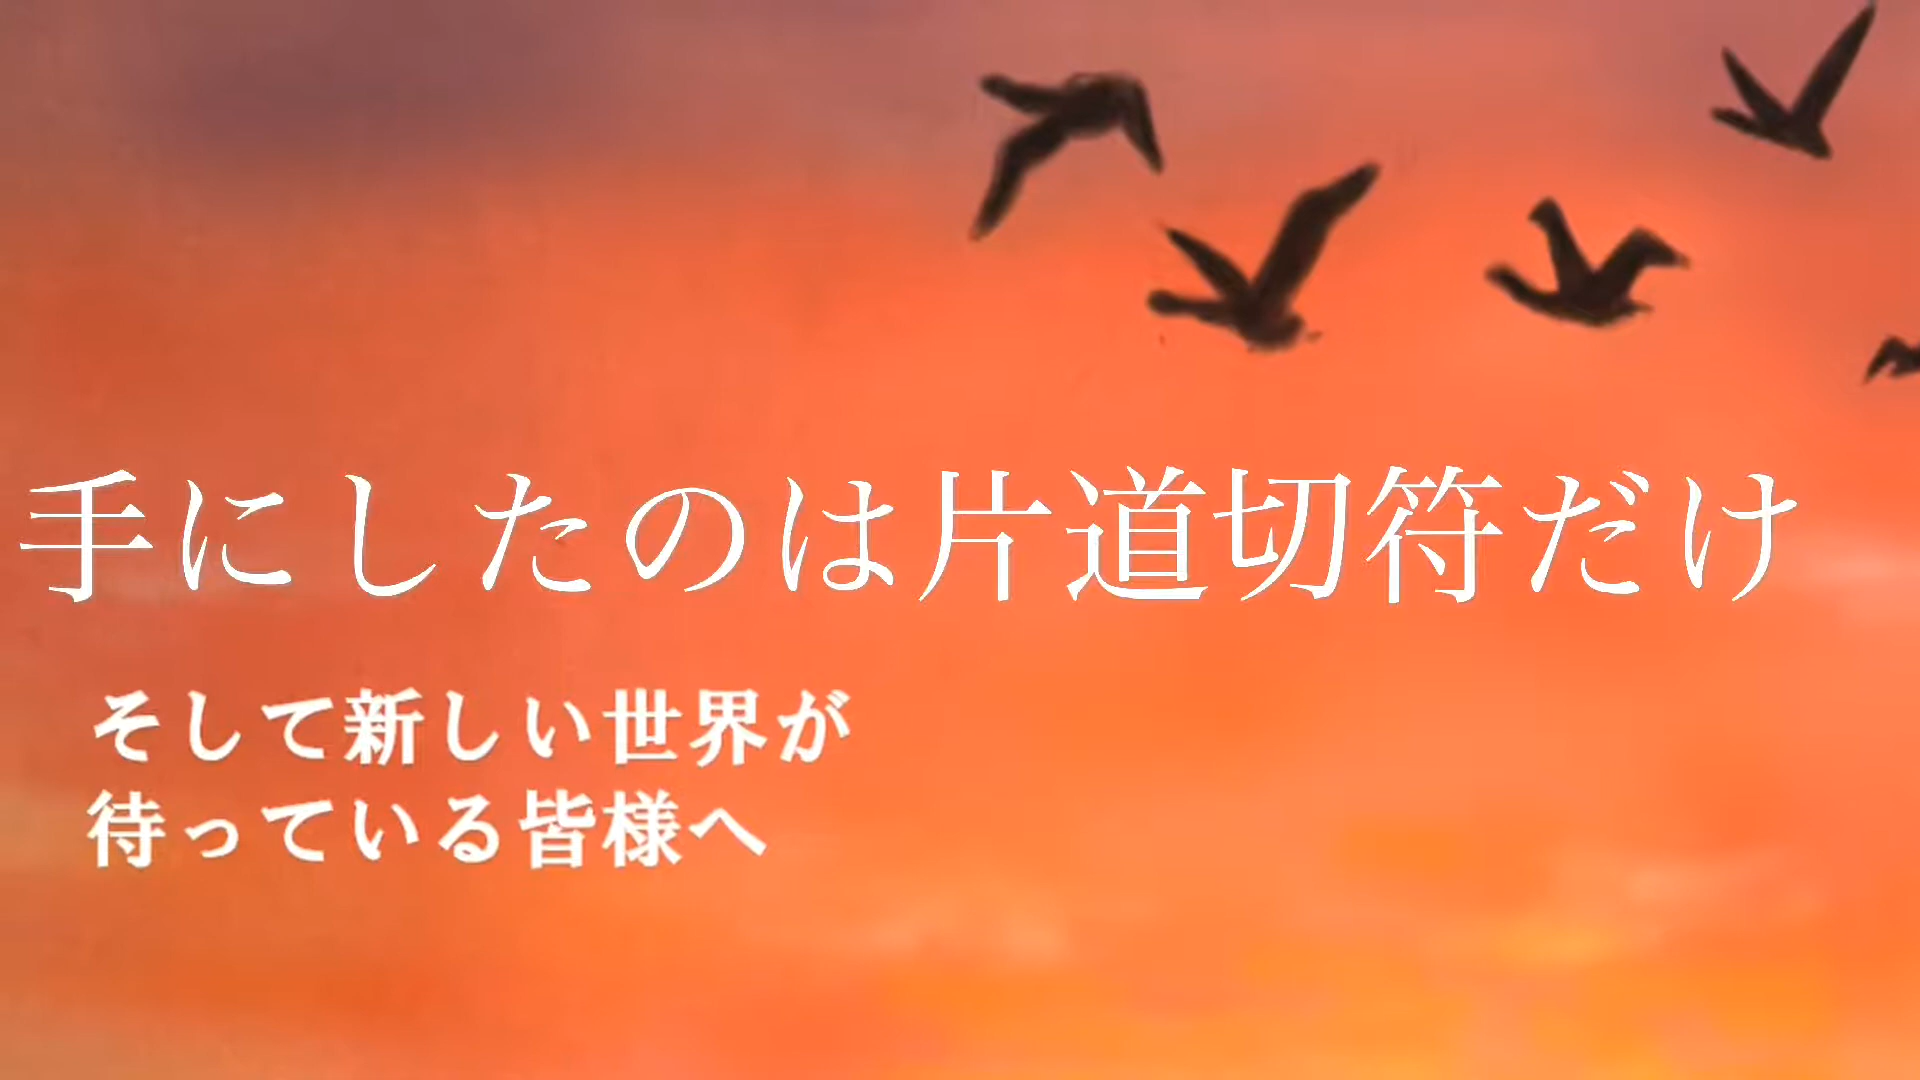 手にしたのは片道切符だけ
そして新しい世界が
待っている皆様へ